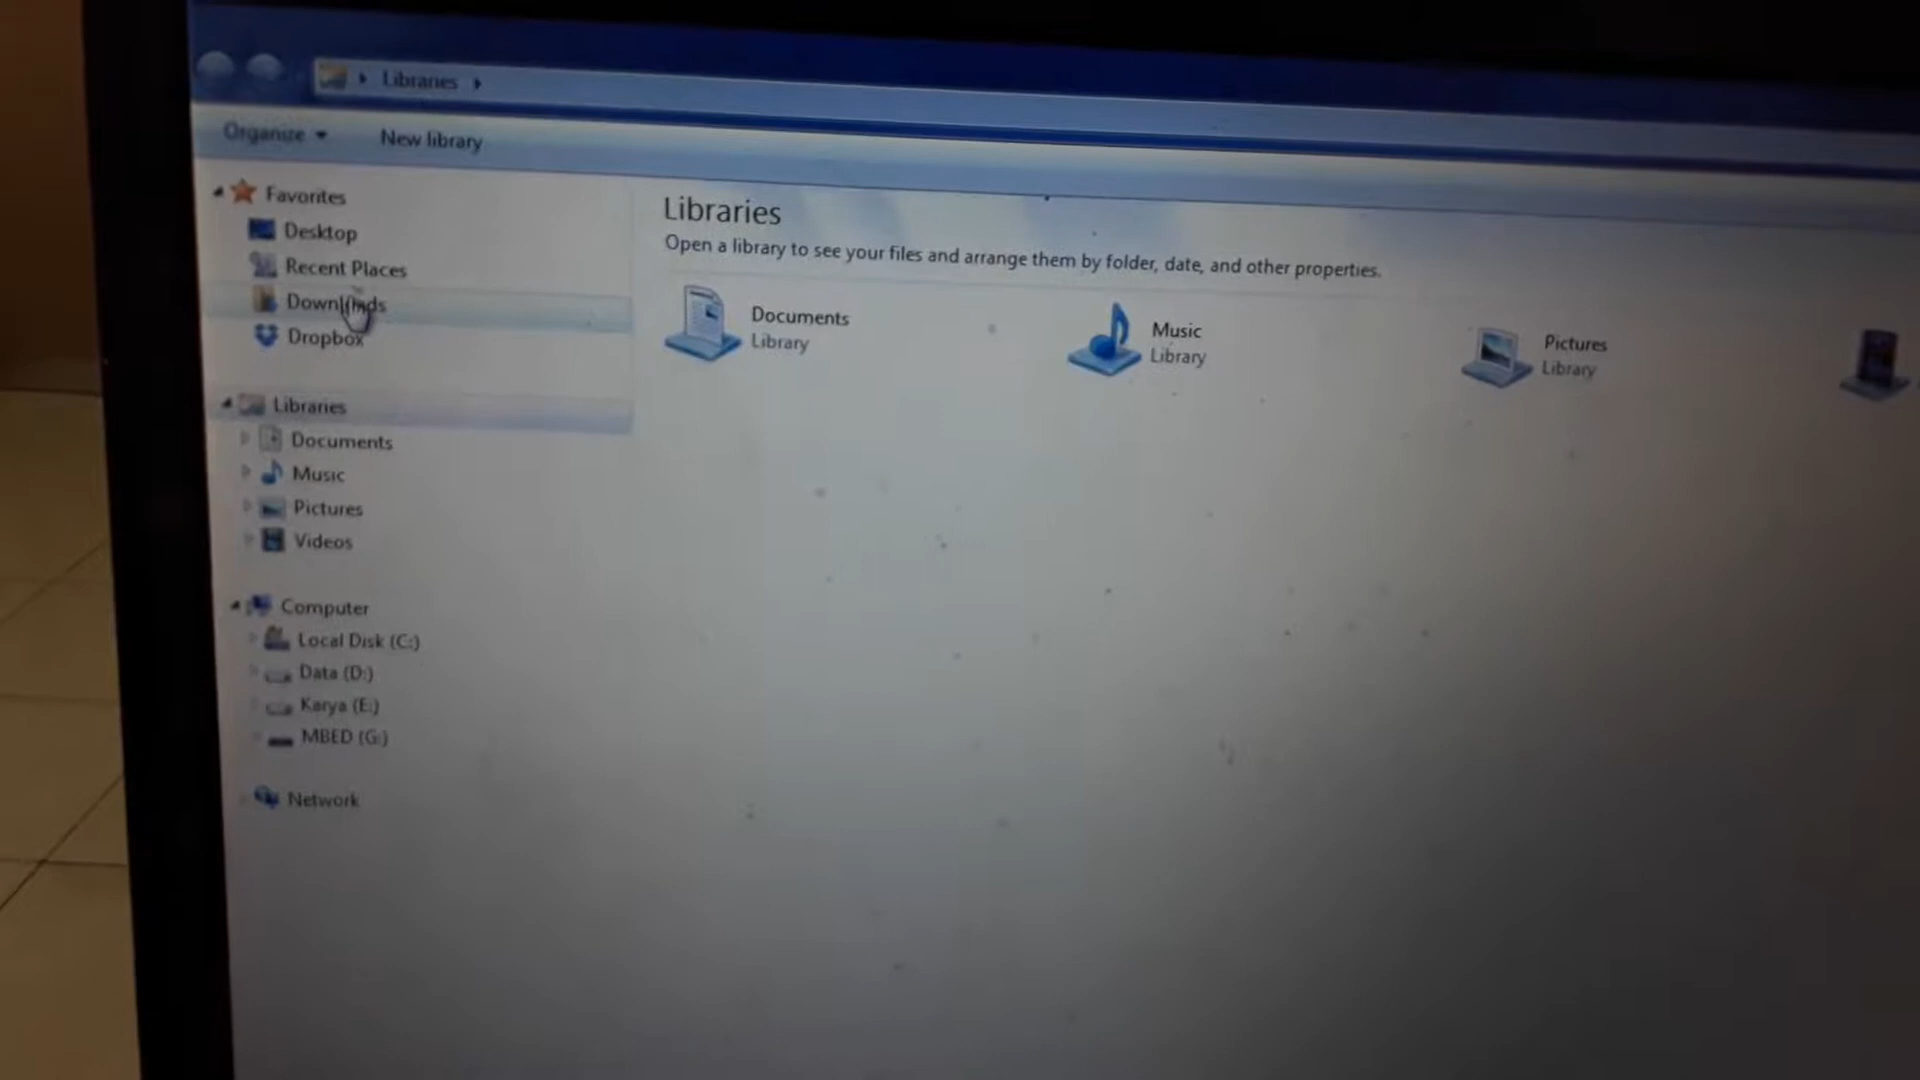 Libraries
Organize
New library
Favorites
Desktop
Recent Places
Downloads
Dropbox
Libraries
Documents
Music
Pictures
Videos
Computer
Local Disk (C:)
Data (D:)
Karya (E:)
MBED (G:)
Network
Libraries
Open a library to see your files and arrange them by folder, date, and other properties.
Documents
Library
Music
Library
Pictures
Library